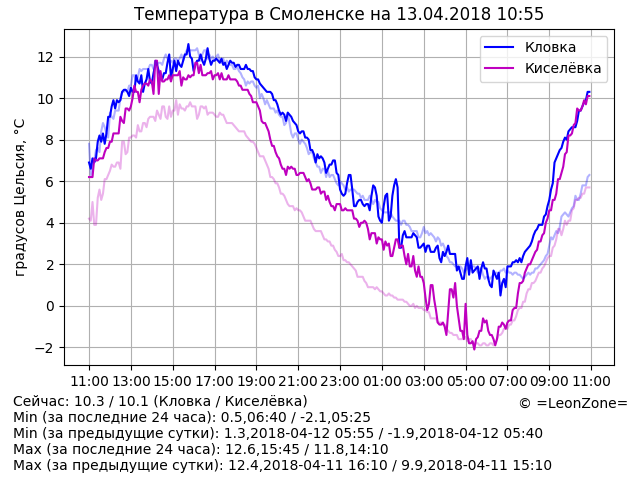 Температура в Смоленске на 13.04.2018 10:55
Кловка
Киселёвка
градусов Цельсия, °C
12
10
8
6
4
2
0
−2
11:00 13:00 15:00 17:00 19:00 21:00 23:00 01:00 03:00 05:00 07:00 09:00 11:00
Сейчас: 10.3 / 10.1 (Кловка / Киселёвка)
© =LeonZone=
Min (за последние 24 часа): 0.5,06:40 / -2.1,05:25
Min (за предыдущие сутки): 1.3,2018-04-12 05:55 / -1.9,2018-04-12 05:40
Max (за последние 24 часа): 12.6,15:45 / 11.8,14:10
Max (за предыдущие сутки): 12.4,2018-04-11 16:10 / 9.9,2018-04-11 15:10